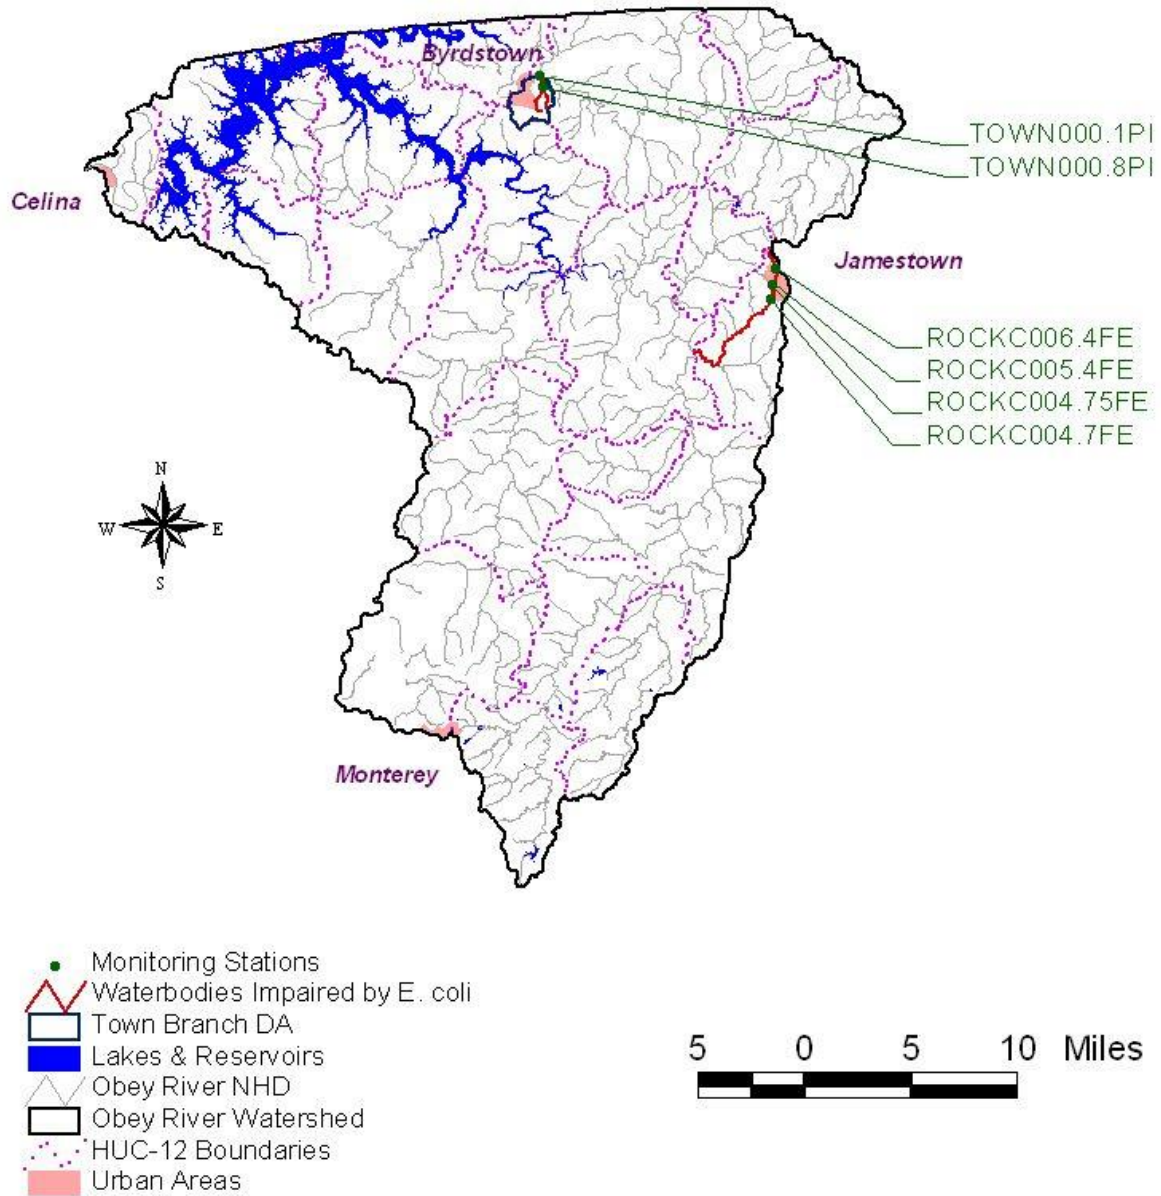 Byrdstown
TOWN000.1PI
TOWN000.8PI
Celina
Jamestown
ROCKC006.4FE
ROCKC005.4FE
ROCKC004.75FE
ROCKC004.7FE
N
W E
S
Monterey
Monitoring Stations
Waterbodies Impaired by E. coli
Town Branch DA
Lakes & Reservoirs
Obey River NHD
Obey River Watershed
HUC-12 Boundaries
Urban Areas
5 0 5 10 Miles